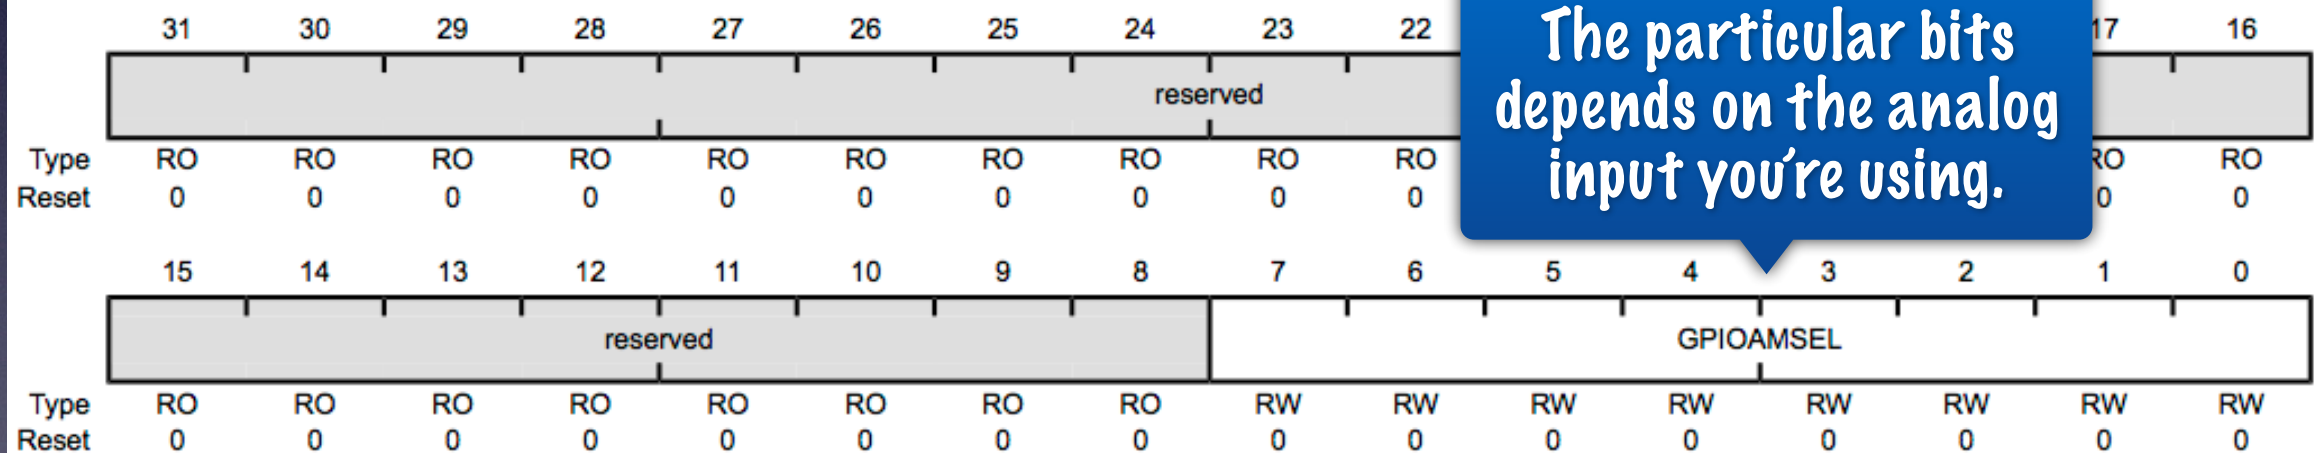 31 30 29 28 27 26 25 24 23 22 17 16
The particular bits
depends on the analog
input you're using.
reserved
Type RO RO RO RO RO RO RO RO RO RO RO RO
Reset 0 0 0 0 0 0 0 0 0 0 0 0
15 14 13 12 11 10 9 8 7 6 5 4 3 2 1 0
reserved GPIOAMSEL
Type RO RO RO RO RO RO RO RO RW RW RW RW RW RW RW RW
Reset 0 0 0 0 0 0 0 0 0 0 0 0 0 0 0 0